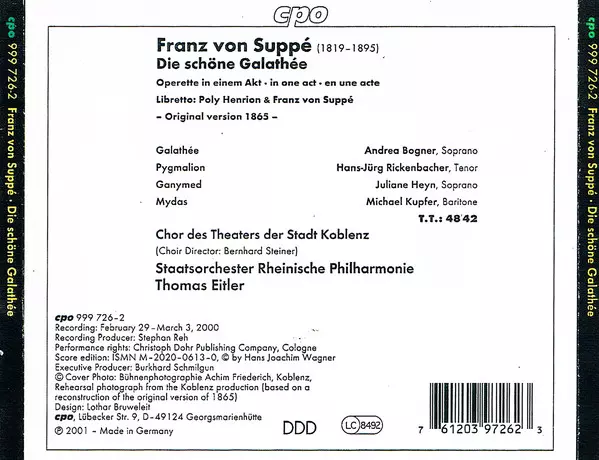 cpo
cpo 999 726-2 Franz von Suppé · Die schöne Galathée
Franz von Suppé (1819–1895)
Die schöne Galathée
Operette in einem Akt · in one act · en une acte
Libretto: Poly Henrion & Franz von Suppé
– Original version 1865 –
Galathée Andrea Bogner, Soprano
Pygmalion Hans-Jürg Rickenbacher, Tenor
Ganymed Juliane Heyn, Soprano
Mydas Michael Kupfer, Baritone
T.T.: 48'42
Chor des Theaters der Stadt Koblenz
(Choir Director: Bernhard Steiner)
Staatsorchester Rheinische Philharmonie
Thomas Eitler
cpo 999 726-2
Recording: February 29 – March 3, 2000
Recording Producer: Stephan Reh
Performance rights: Christoph Dohr Publishing Company, Cologne
Score edition: ISMN M-2020-0613-0, © by Hans Joachim Wagner
Executive Producer: Burkhard Schmilgun
© Cover Photo: Bühnenphotographie Achim Friederich, Koblenz,
Rehearsal photograph from the Koblenz production (based on a
reconstruction of the original version of 1865)
Design: Lothar Bruweleit
cpo, Lübecker Str. 9, D-49124 Georgsmarienhütte
℗ 2001 – Made in Germany
DDD
LC 8492
7 61203 97262 3
cpo 999 726-2 Franz von Suppé · Die schöne Galathée